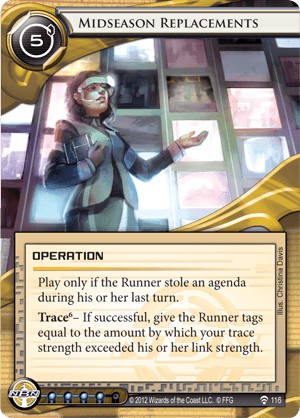 Midseason Replacements
5
OPERATION
Play only if the Runner stole an agenda
during his or her last turn.
Trace⁶– If successful, give the Runner tags
equal to the amount by which your trace
strength exceeded his or her link strength.
Illus. Christina Davis
NBN
© 2012 Wizards of the Coast LLC. © FFG
116